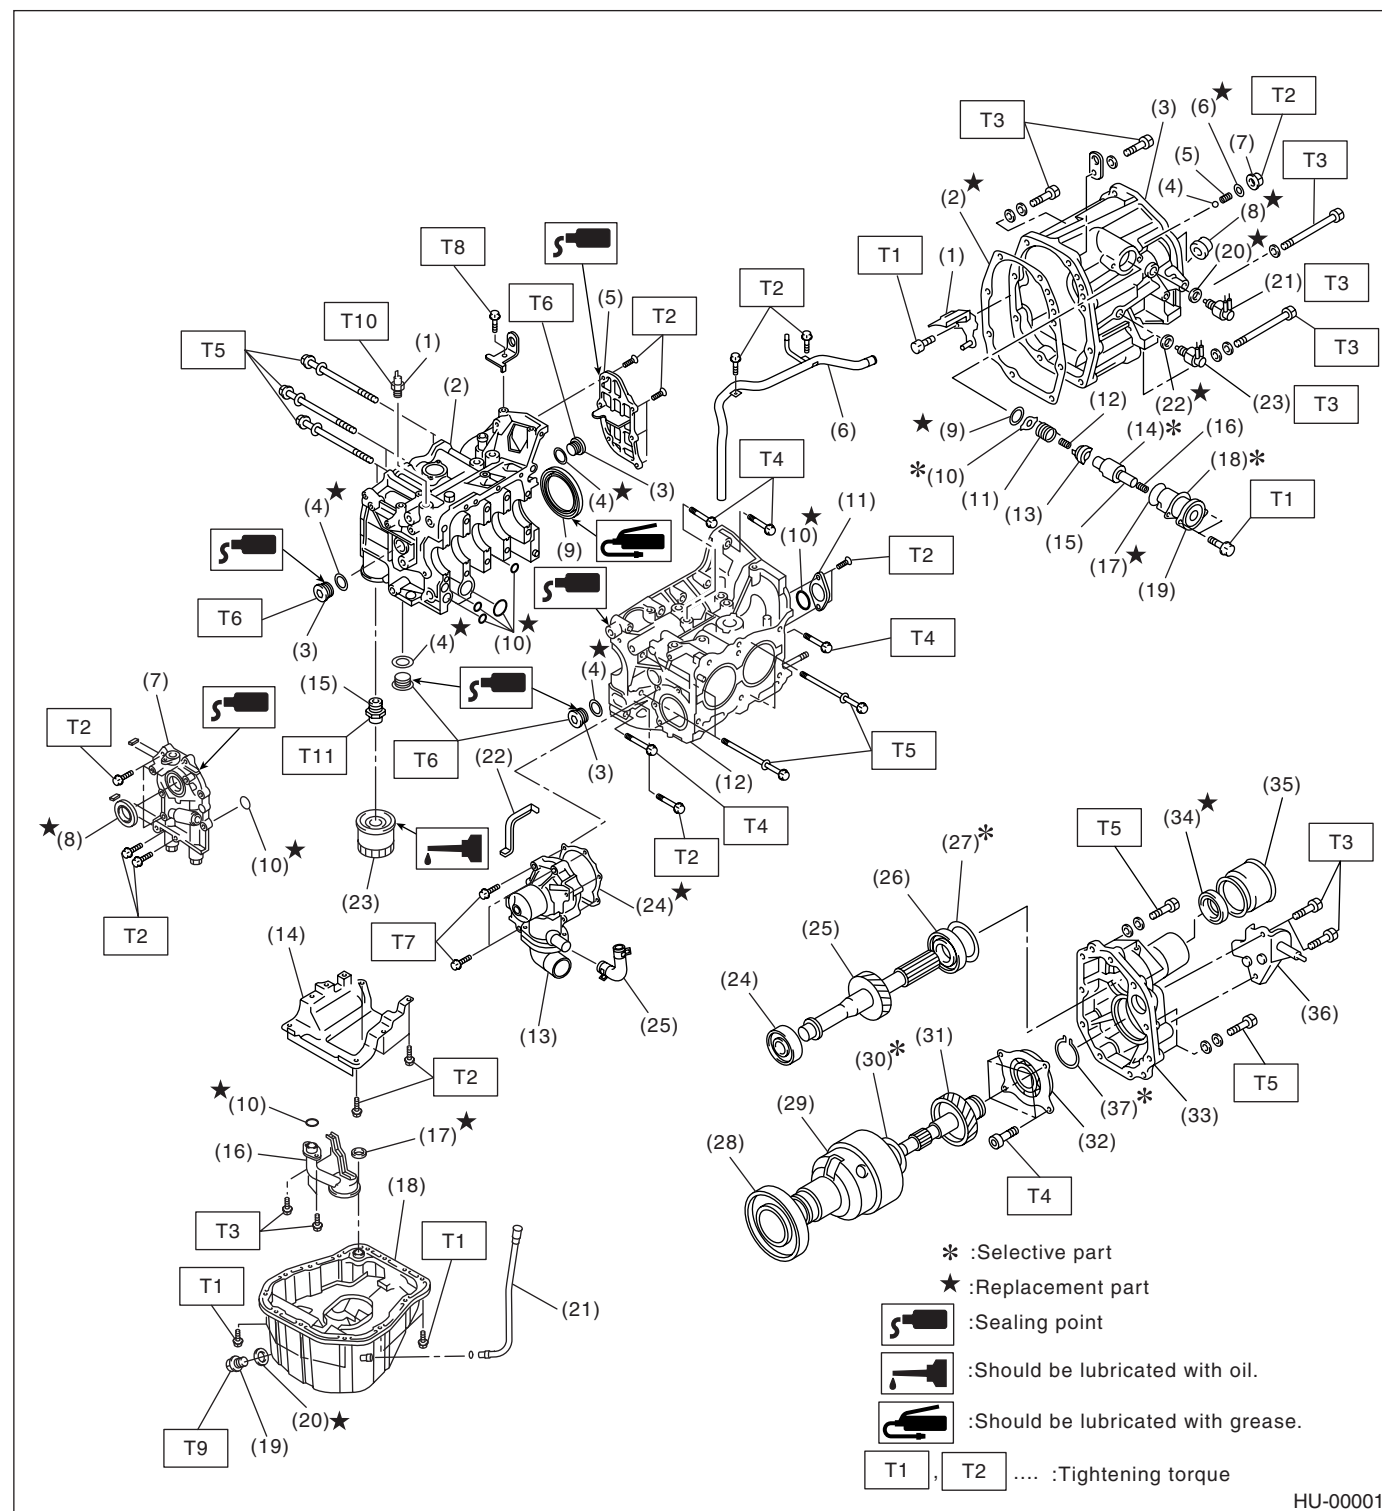 T3
(3)
(6)★
T2
(7)
(5)
T3
(4)
(2)★
(8)★
T8
(20)★
T1
(1)
T2
T6
(5)
(21)
T3
T10
T2
(1)
T5
T3
(2)
(6)
(12)
(22)★
(23)
T3
★(9)
(14)*
(16)
T4
*(10)
(18)*
(4)★
(3)
(11)
(4)★
(11)
(13)
T1
(10)★
(9)
T2
(15)
(17)★
(19)
T6
(3)
(4)★
(10)★
T4
(4)★
(7)
(15)
T2
T11
T6
(22)
(3)
(12)
T5
(35)
★(8)
(10)★
T4
T5
(34)★
T3
T2
(27)*
(23)
(26)
T2
(24)★
(14)
T7
(25)
(24)
(36)
(13)
(25)
(31)
(30)*
T2
T5
★(10)
(37)*
(33)
(17)★
(29)
(32)
(16)
(28)
(18)
T4
T3
T1
* :Selective part
T1
★ :Replacement part
(21)
:Sealing point
:Should be lubricated with oil.
(20)★
:Should be lubricated with grease.
T9
(19)
T1 , T2 .... :Tightening torque
HU-00001